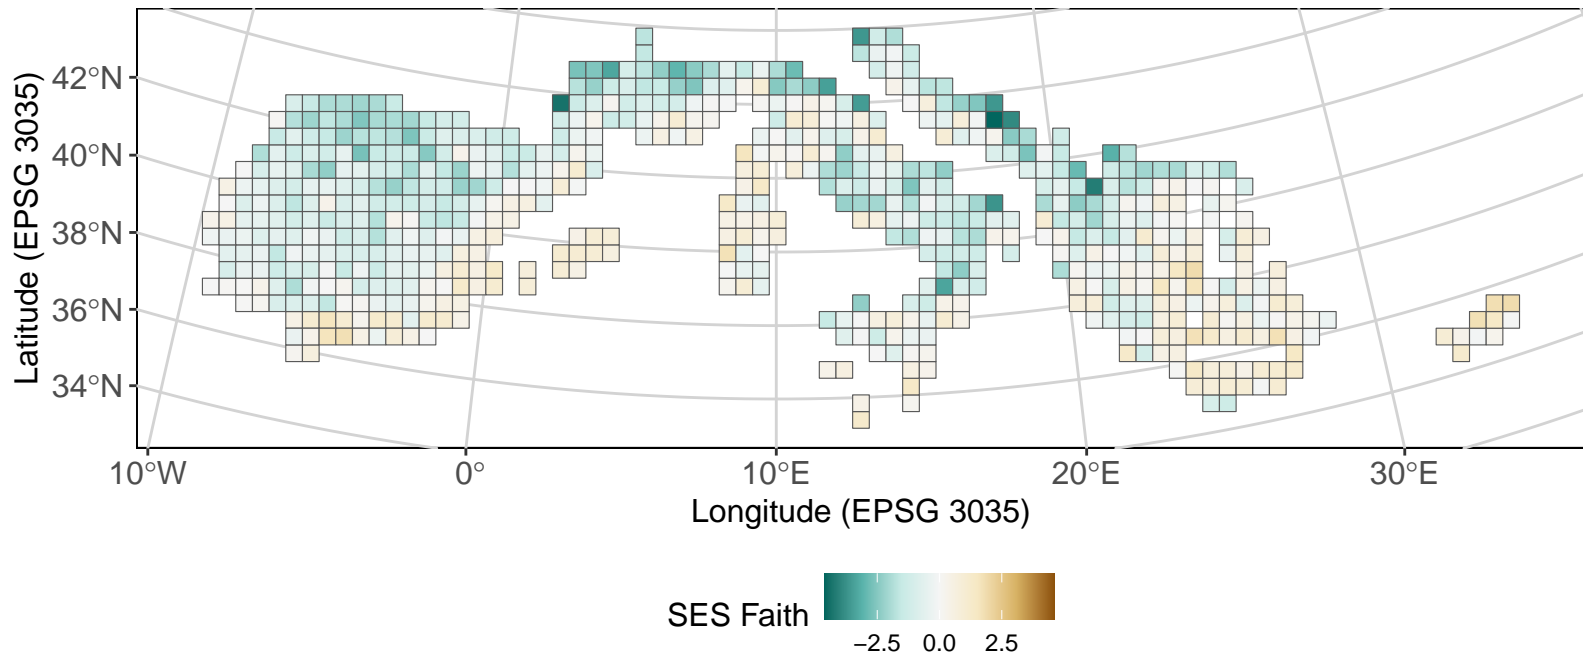 Latitude (EPSG 3035)
42°N
40°N
38°N
36°N
34°N
10°W
0°
10°E
20°E
30°E
Longitude (EPSG 3035)
SES Faith
−2.5
0.0
2.5